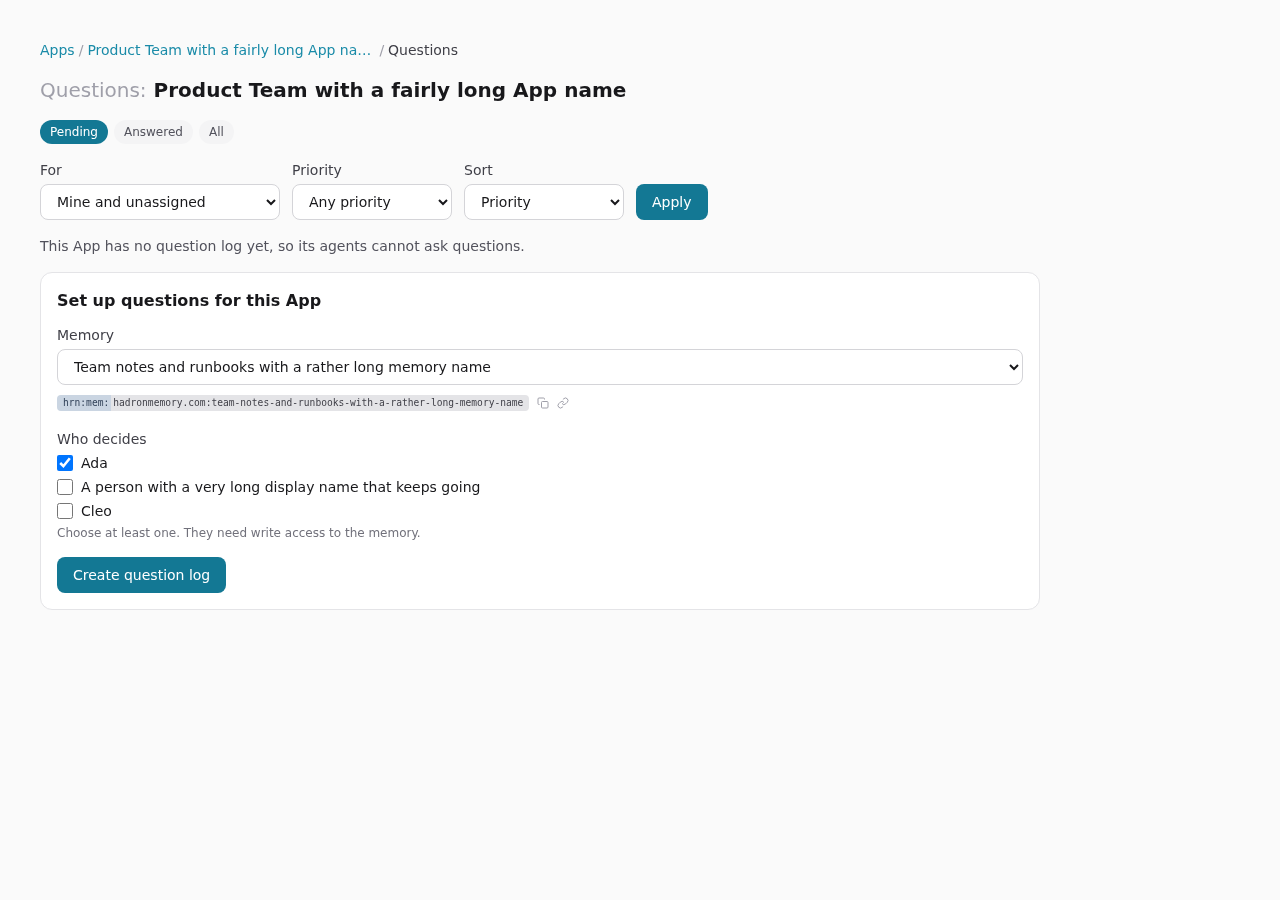 Apps / Product Team with a fairly long App na… / Questions
Questions: Product Team with a fairly long App name
Pending Answered All
For Priority Sort
Mine and unassigned Any priority Priority Apply
This App has no question log yet, so its agents cannot ask questions.
Set up questions for this App
Memory
Team notes and runbooks with a rather long memory name
hrn:mem: hadronmemory.com:team-notes-and-runbooks-with-a-rather-long-memory-name
Who decides
Ada
A person with a very long display name that keeps going
Cleo
Choose at least one. They need write access to the memory.
Create question log